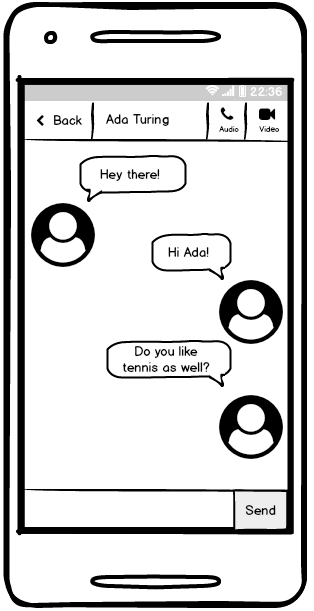 22:36
Back
Ada Turing
Audio
Video
Hey there!
Hi Ada!
Do you like
tennis as well?
Send